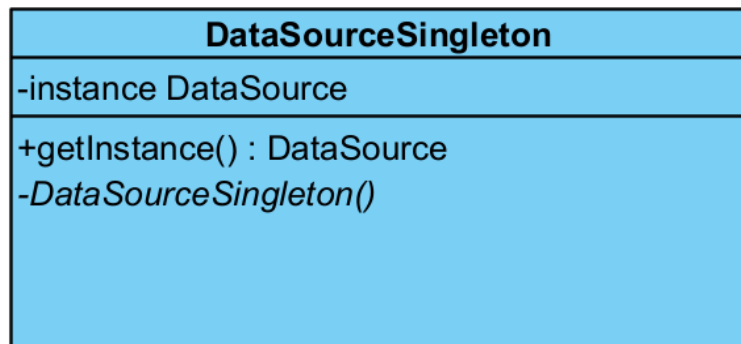 DataSourceSingleton
-instance DataSource
+getInstance() : DataSource
-DataSourceSingleton()